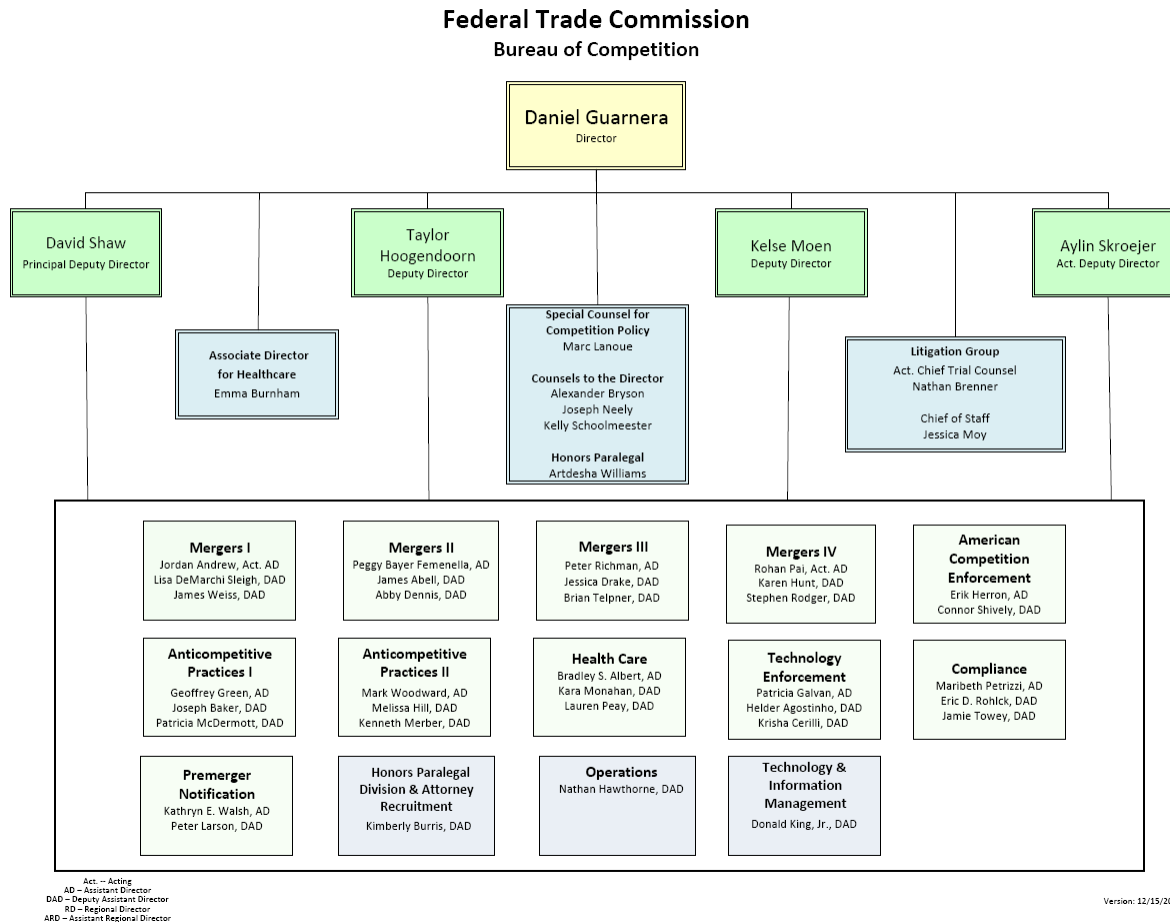 Federal Trade Commission
Bureau of Competition
Daniel Guarnera
Director
David Shaw
Principal Deputy Director
Taylor
Hoogendoorn
Deputy Director
Kelse Moen
Deputy Director
Aylin Skroejer
Act. Deputy Director
Associate Director
for Healthcare
Emma Burnham
Special Counsel for
Competition Policy
Marc Lanoue
Counsels to the Director
Alexander Bryson
Joseph Neely
Kelly Schoolmeester
Honors Paralegal
Artdesha Williams
Litigation Group
Act. Chief Trial Counsel
Nathan Brenner
Chief of Staff
Jessica Moy
Mergers I
Jordan Andrew, Act. AD
Lisa DeMarchi Sleigh, DAD
James Weiss, DAD
Mergers II
Peggy Bayer Femenella, AD
James Abell, DAD
Abby Dennis, DAD
Mergers III
Peter Richman, AD
Jessica Drake, DAD
Brian Telpner, DAD
Mergers IV
Rohan Pai, Act. AD
Karen Hunt, DAD
Stephen Rodger, DAD
American
Competition
Enforcement
Erik Herron, AD
Connor Shively, DAD
Anticompetitive
Practices I
Geoffrey Green, AD
Joseph Baker, DAD
Patricia McDermott, DAD
Anticompetitive
Practices II
Mark Woodward, AD
Melissa Hill, DAD
Kenneth Merber, DAD
Health Care
Bradley S. Albert, AD
Kara Monahan, DAD
Lauren Peay, DAD
Technology
Enforcement
Patricia Galvan, AD
Helder Agostinho, DAD
Krisha Cerilli, DAD
Compliance
Maribeth Petrizzi, AD
Eric D. Rohlck, DAD
Jamie Towey, DAD
Premerger
Notification
Kathryn E. Walsh, AD
Peter Larson, DAD
Honors Paralegal
Division & Attorney
Recruitment
Kimberly Burris, DAD
Operations
Nathan Hawthorne, DAD
Technology &
Information
Management
Donald King, Jr., DAD
Act. -- Acting
AD – Assistant Director
DAD – Deputy Assistant Director
RD – Regional Director
ARD – Assistant Regional Director
Version: 12/15/20